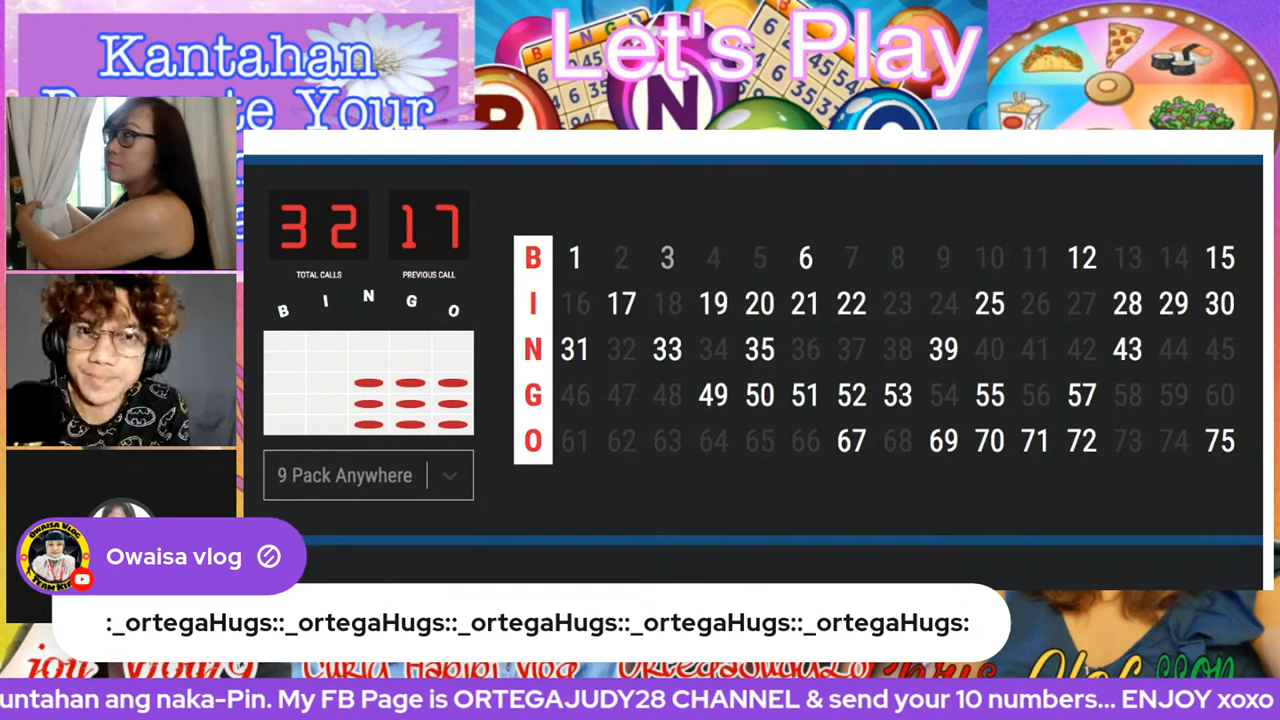 Kantahan
Let's Play
32 17
TOTAL CALLS PREVIOUS CALL
B I N G O
9 Pack Anywhere
B 1 2 3 4 5 6 7 8 9 10 11 12 13 14 15
I 16 17 18 19 20 21 22 23 24 25 26 27 28 29 30
N 31 32 33 34 35 36 37 38 39 40 41 42 43 44 45
G 46 47 48 49 50 51 52 53 54 55 56 57 58 59 60
O 61 62 63 64 65 66 67 68 69 70 71 72 73 74 75
Owaisa vlog
:_ortegaHugs::_ortegaHugs::_ortegaHugs::_ortegaHugs::_ortegaHugs:
untahan ang naka-Pin. My FB Page is ORTEGAJUDY28 CHANNEL & send your 10 numbers... ENJOY xoxo